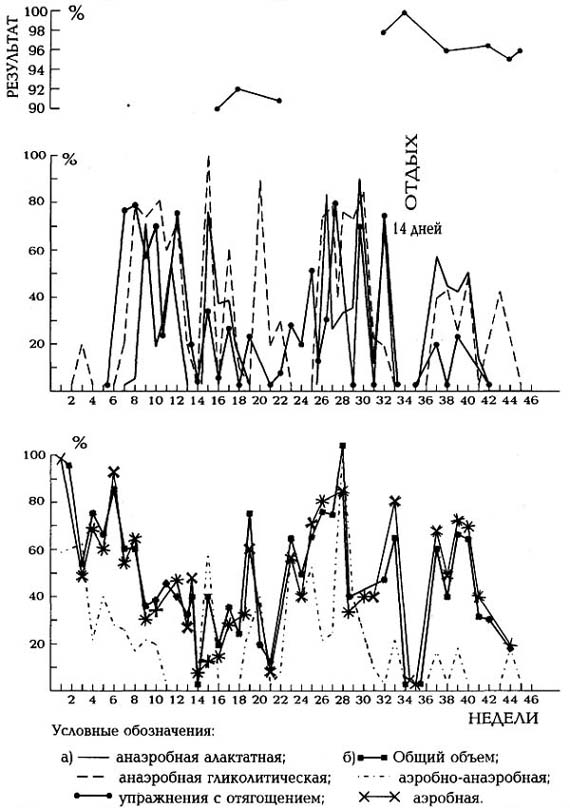 РЕЗУЛЬТАТ
%
100
98
96
94
92
90
%
100
80
60
40
20
ОТДЫХ
14 дней
2 4 6 8 10 12 14 16 18 20 22 24 26 28 30 32 34 36 38 40 42 44 46
%
100
80
60
40
20
2 4 6 8 10 12 14 16 18 20 22 24 26 28 30 32 34 36 38 40 42 44 46
НЕДЕЛИ
Условные обозначения:
а) анаэробная алактатная; б) Общий объем;
анаэробная гликолитическая; аэробно-анаэробная;
упражнения с отягощением; аэробная.